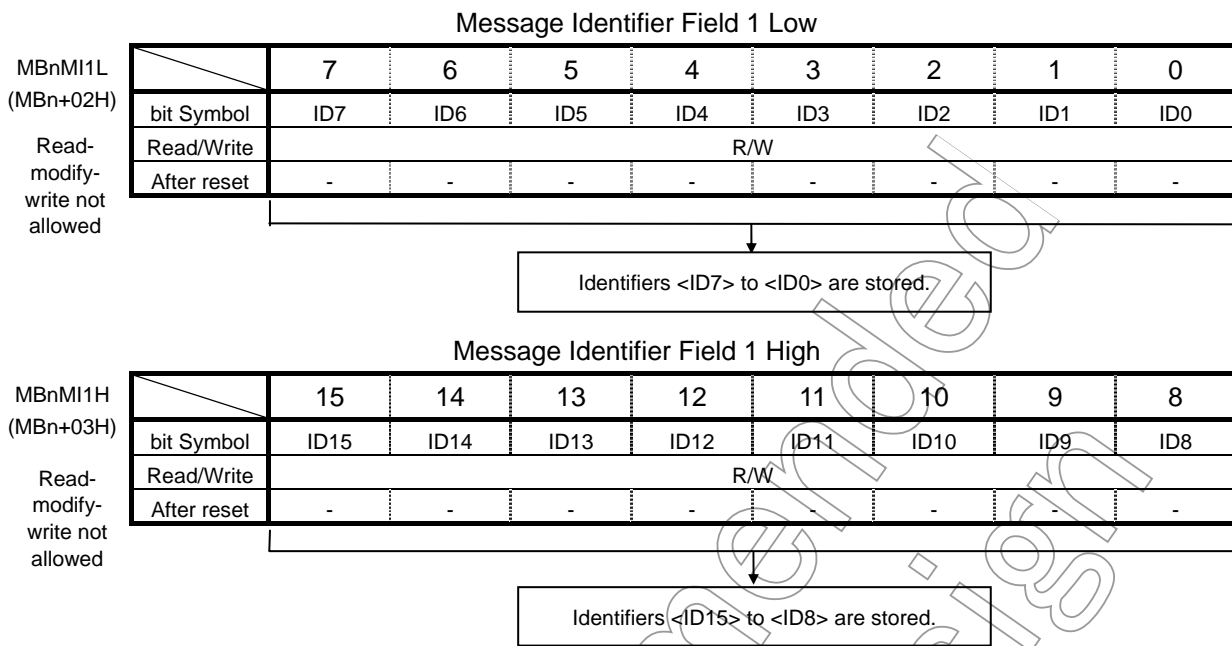 Message Identifier Field 1 Low
MBnMI1L
(MBn+02H)
Read-
modify-
write not
allowed
7 6 5 4 3 2 1 0
bit Symbol ID7 ID6 ID5 ID4 ID3 ID2 ID1 ID0
Read/Write R/W
After reset - - - - - - - -
Identifiers <ID7> to <ID0> are stored.
Message Identifier Field 1 High
MBnMI1H
(MBn+03H)
Read-
modify-
write not
allowed
15 14 13 12 11 10 9 8
bit Symbol ID15 ID14 ID13 ID12 ID11 ID10 ID9 ID8
Read/Write R/W
After reset - - - - - - - -
Identifiers <ID15> to <ID8> are stored.
mended
sign